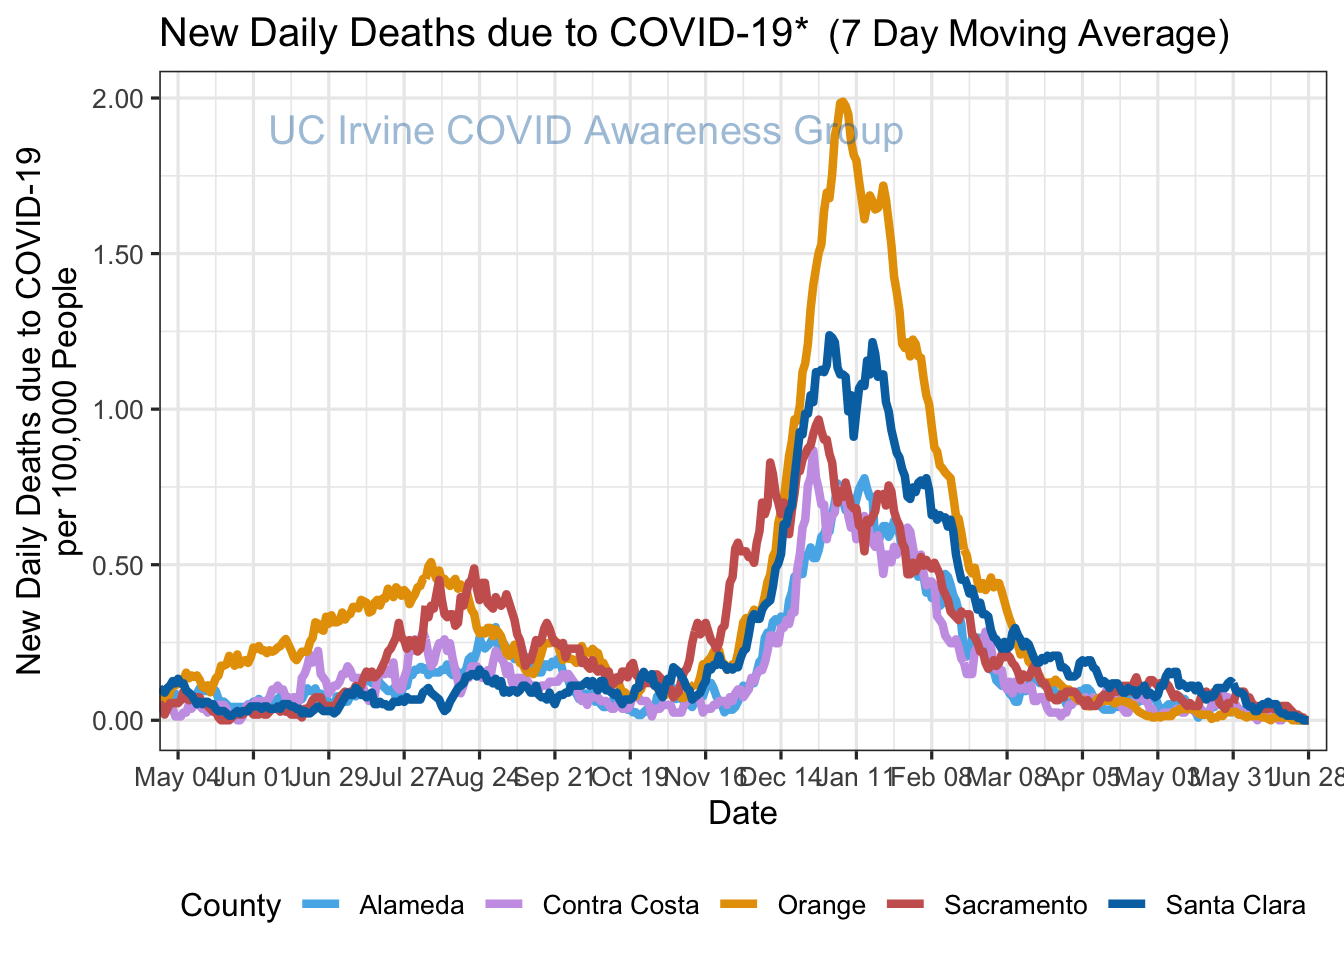 New Daily Deaths due to COVID-19* (7 Day Moving Average)
UC Irvine COVID Awareness Group
New Daily Deaths due to COVID-19
per 100,000 People
2.00
1.50
1.00
0.50
0.00
May 04 Jun 01 Jun 29 Jul 27 Aug 24 Sep 21 Oct 19 Nov 16 Dec 14 Jan 11 Feb 08 Mar 08 Apr 05 May 03 May 31 Jun 28
Date
County Alameda Contra Costa Orange Sacramento Santa Clara